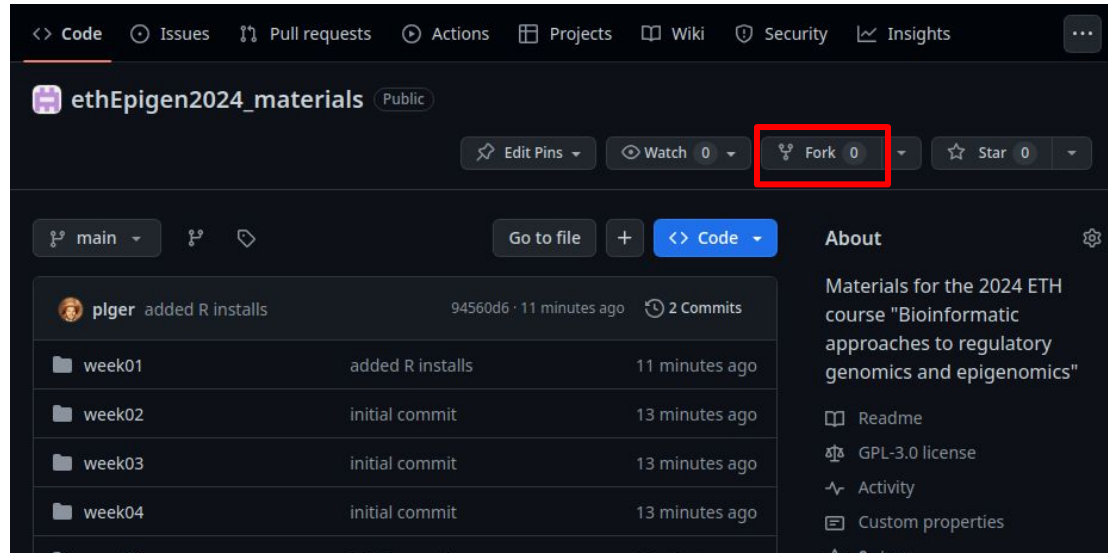 Code Issues Pull requests Actions Projects Wiki Security Insights
ethEpigen2024_materials Public
Edit Pins Watch 0 Fork 0 Star 0
main Go to file + Code
plger added R installs 94560d6 · 11 minutes ago 2 Commits
week01 added R installs 11 minutes ago
week02 initial commit 13 minutes ago
week03 initial commit 13 minutes ago
week04 initial commit 13 minutes ago
About
Materials for the 2024 ETH
course "Bioinformatic
approaches to regulatory
genomics and epigenomics"
Readme
GPL-3.0 license
Activity
Custom properties